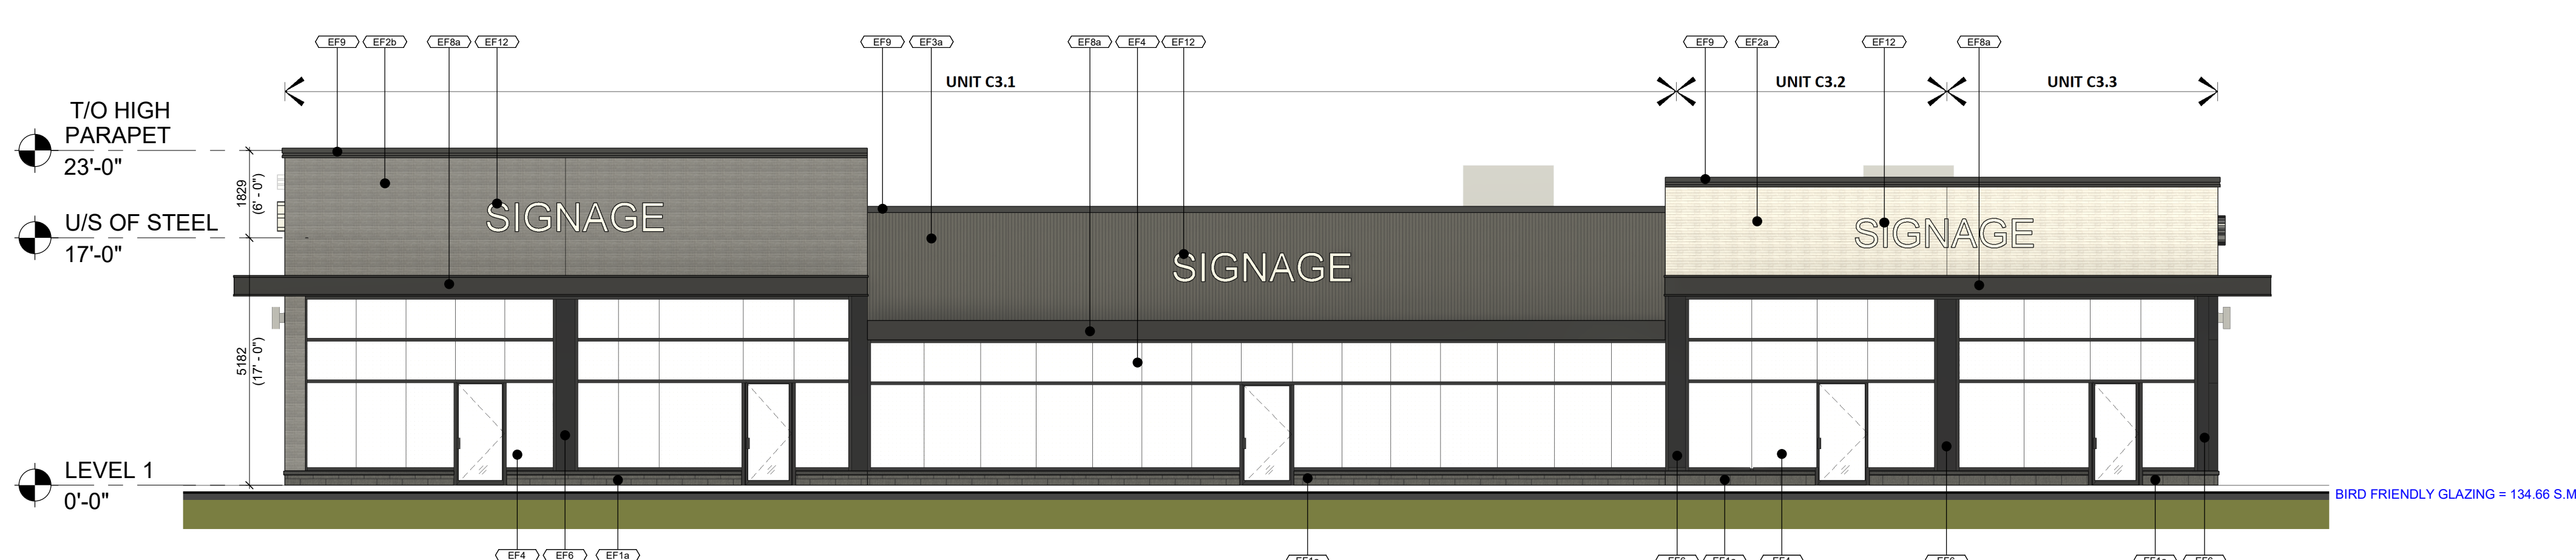 EF9 EF2b EF8a EF12 EF9 EF3a EF8a EF4 EF12 EF9 EF2a EF12 EF8a
UNIT C3.1 UNIT C3.2 UNIT C3.3
T/O HIGH
PARAPET
23'-0"
1829
(6' - 0")
U/S OF STEEL
17'-0"
SIGNAGE
SIGNAGE
SIGNAGE
5182
(17' - 0")
LEVEL 1
0'-0"
BIRD FRIENDLY GLAZING = 134.66 S.M
EF4 EF6 EF1a